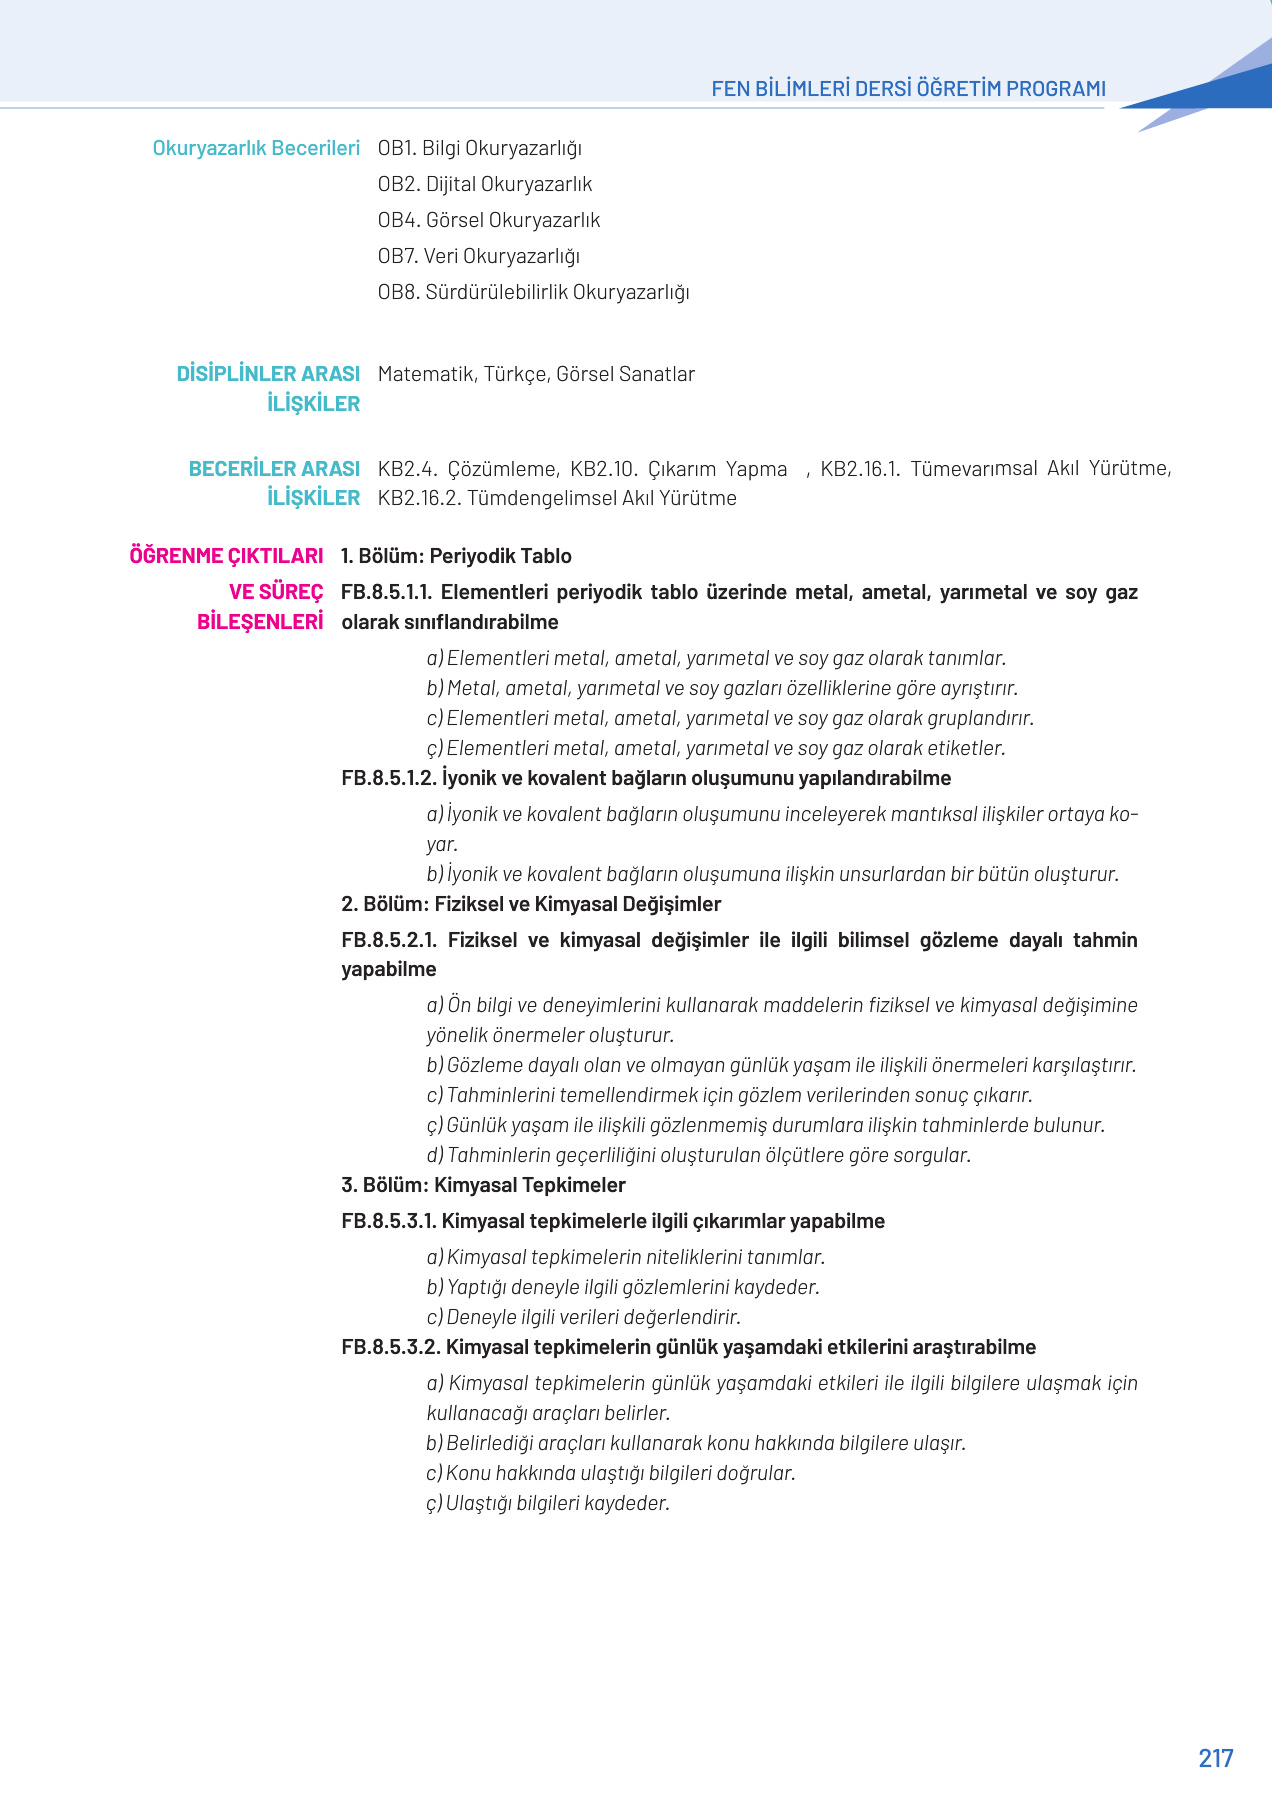 FEN BİLİMLERİ DERSİ ÖĞRETİM PROGRAMI
Okuryazarlık Becerileri OB1. Bilgi Okuryazarlığı
OB2. Dijital Okuryazarlık
OB4. Görsel Okuryazarlık
OB7. Veri Okuryazarlığı
OB8. Sürdürülebilirlik Okuryazarlığı
DİSİPLİNLER ARASI Matematik, Türkçe, Görsel Sanatlar
İLİŞKİLER
BECERİLER ARASI KB2.4. Çözümleme, KB2.10. Çıkarım Yapma , KB2.16.1. Tümevarımsal Akıl Yürütme,
İLİŞKİLER KB2.16.2. Tümdengelimsel Akıl Yürütme
ÖĞRENME ÇIKTILARI 1. Bölüm: Periyodik Tablo
VE SÜREÇ FB.8.5.1.1. Elementleri periyodik tablo üzerinde metal, ametal, yarımetal ve soy gaz
BİLEŞENLERİ olarak sınıflandırabilme
a) Elementleri metal, ametal, yarımetal ve soy gaz olarak tanımlar.
b) Metal, ametal, yarımetal ve soy gazları özelliklerine göre ayrıştırır.
c) Elementleri metal, ametal, yarımetal ve soy gaz olarak gruplandırır.
ç) Elementleri metal, ametal, yarımetal ve soy gaz olarak etiketler.
FB.8.5.1.2. İyonik ve kovalent bağların oluşumunu yapılandırabilme
a) İyonik ve kovalent bağların oluşumunu inceleyerek mantıksal ilişkiler ortaya ko-
yar.
b) İyonik ve kovalent bağların oluşumuna ilişkin unsurlardan bir bütün oluşturur.
2. Bölüm: Fiziksel ve Kimyasal Değişimler
FB.8.5.2.1. Fiziksel ve kimyasal değişimler ile ilgili bilimsel gözleme dayalı tahmin
yapabilme
a) Ön bilgi ve deneyimlerini kullanarak maddelerin fiziksel ve kimyasal değişimine
yönelik önermeler oluşturur.
b) Gözleme dayalı olan ve olmayan günlük yaşam ile ilişkili önermeleri karşılaştırır.
c) Tahminlerini temellendirmek için gözlem verilerinden sonuç çıkarır.
ç) Günlük yaşam ile ilişkili gözlenmemiş durumlara ilişkin tahminlerde bulunur.
d) Tahminlerin geçerliliğini oluşturulan ölçütlere göre sorgular.
3. Bölüm: Kimyasal Tepkimeler
FB.8.5.3.1. Kimyasal tepkimelerle ilgili çıkarımlar yapabilme
a) Kimyasal tepkimelerin niteliklerini tanımlar.
b) Yaptığı deneyle ilgili gözlemlerini kaydeder.
c) Deneyle ilgili verileri değerlendirir.
FB.8.5.3.2. Kimyasal tepkimelerin günlük yaşamdaki etkilerini araştırabilme
a) Kimyasal tepkimelerin günlük yaşamdaki etkileri ile ilgili bilgilere ulaşmak için
kullanacağı araçları belirler.
b) Belirlediği araçları kullanarak konu hakkında bilgilere ulaşır.
c) Konu hakkında ulaştığı bilgileri doğrular.
ç) Ulaştığı bilgileri kaydeder.
217